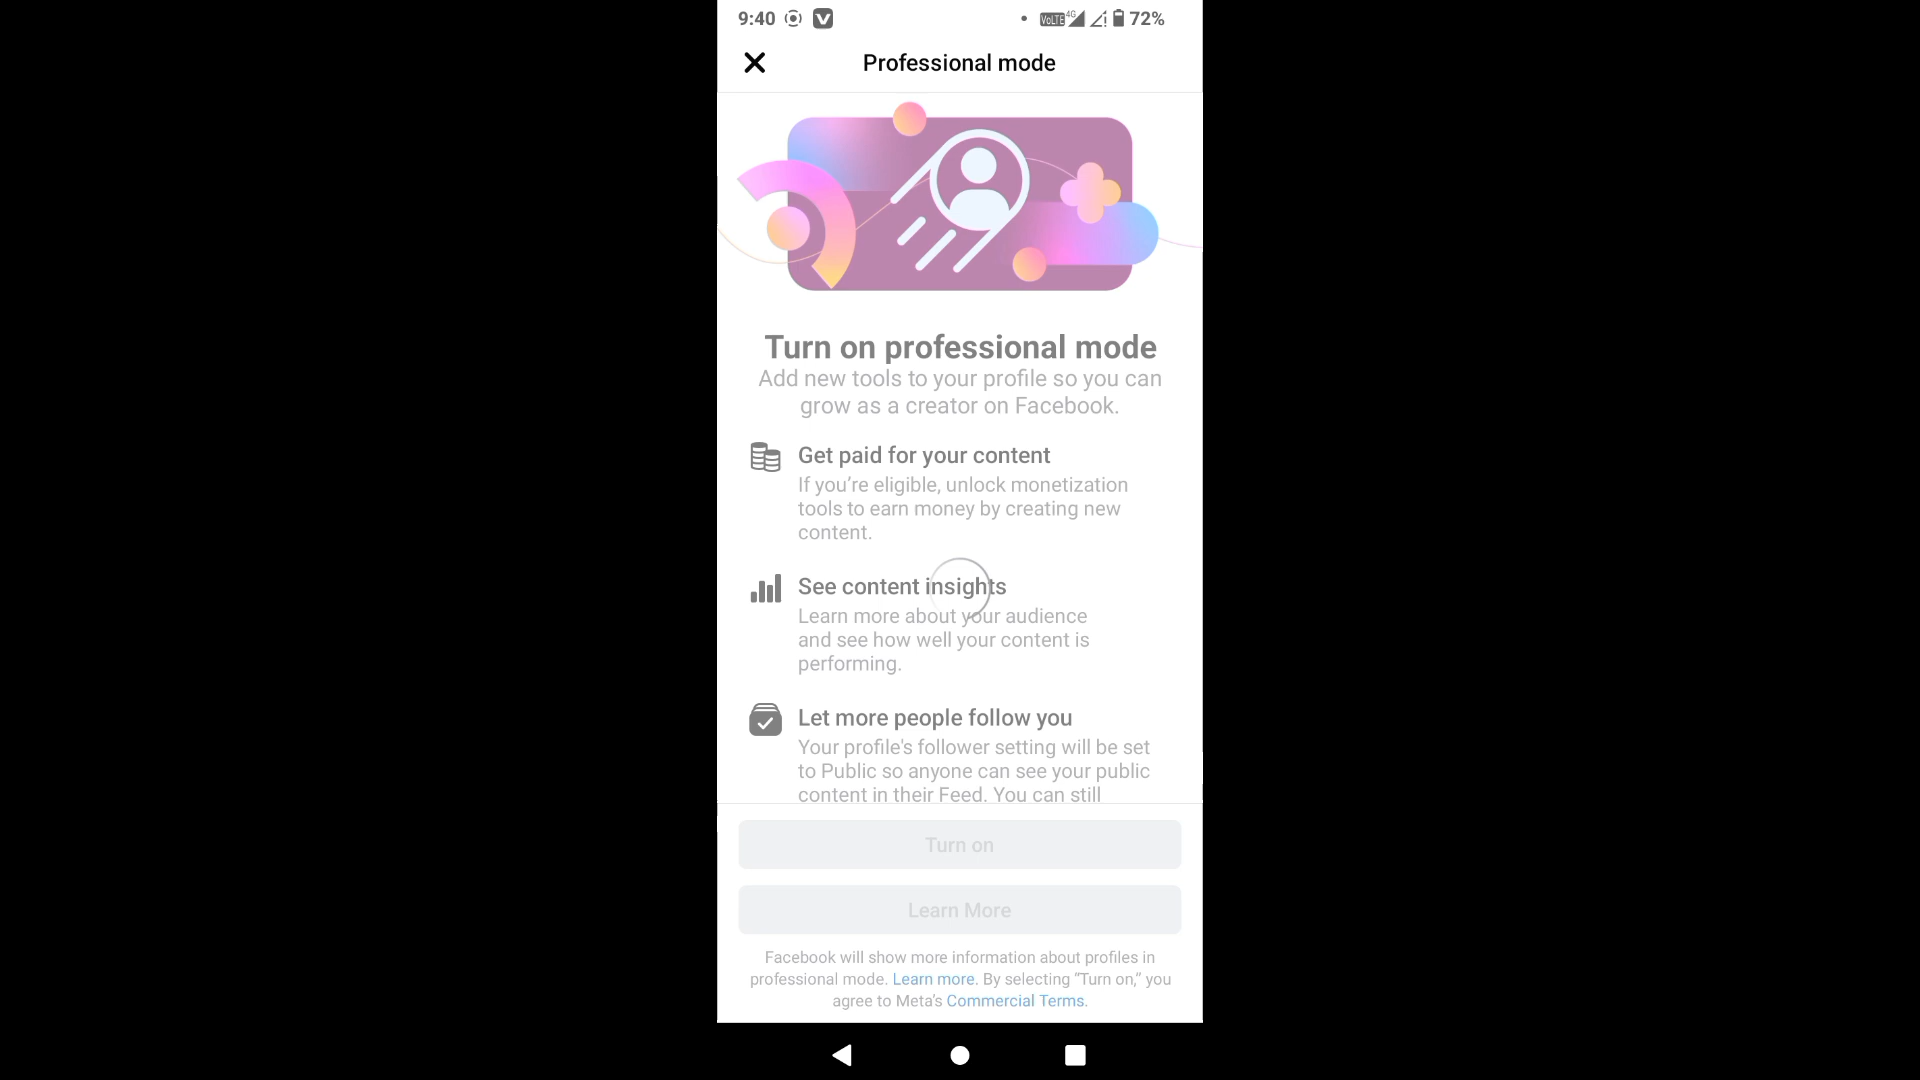 9:40
VoLTE 4G 72%
Professional mode
Turn on professional mode
Add new tools to your profile so you can
grow as a creator on Facebook.
Get paid for your content
If you’re eligible, unlock monetization
tools to earn money by creating new
content.
See content insights
Learn more about your audience
and see how well your content is
performing.
Let more people follow you
Your profile's follower setting will be set
to Public so anyone can see your public
content in their Feed. You can still
Turn on
Learn More
Facebook will show more information about profiles in
professional mode. Learn more. By selecting “Turn on,” you
agree to Meta’s Commercial Terms.